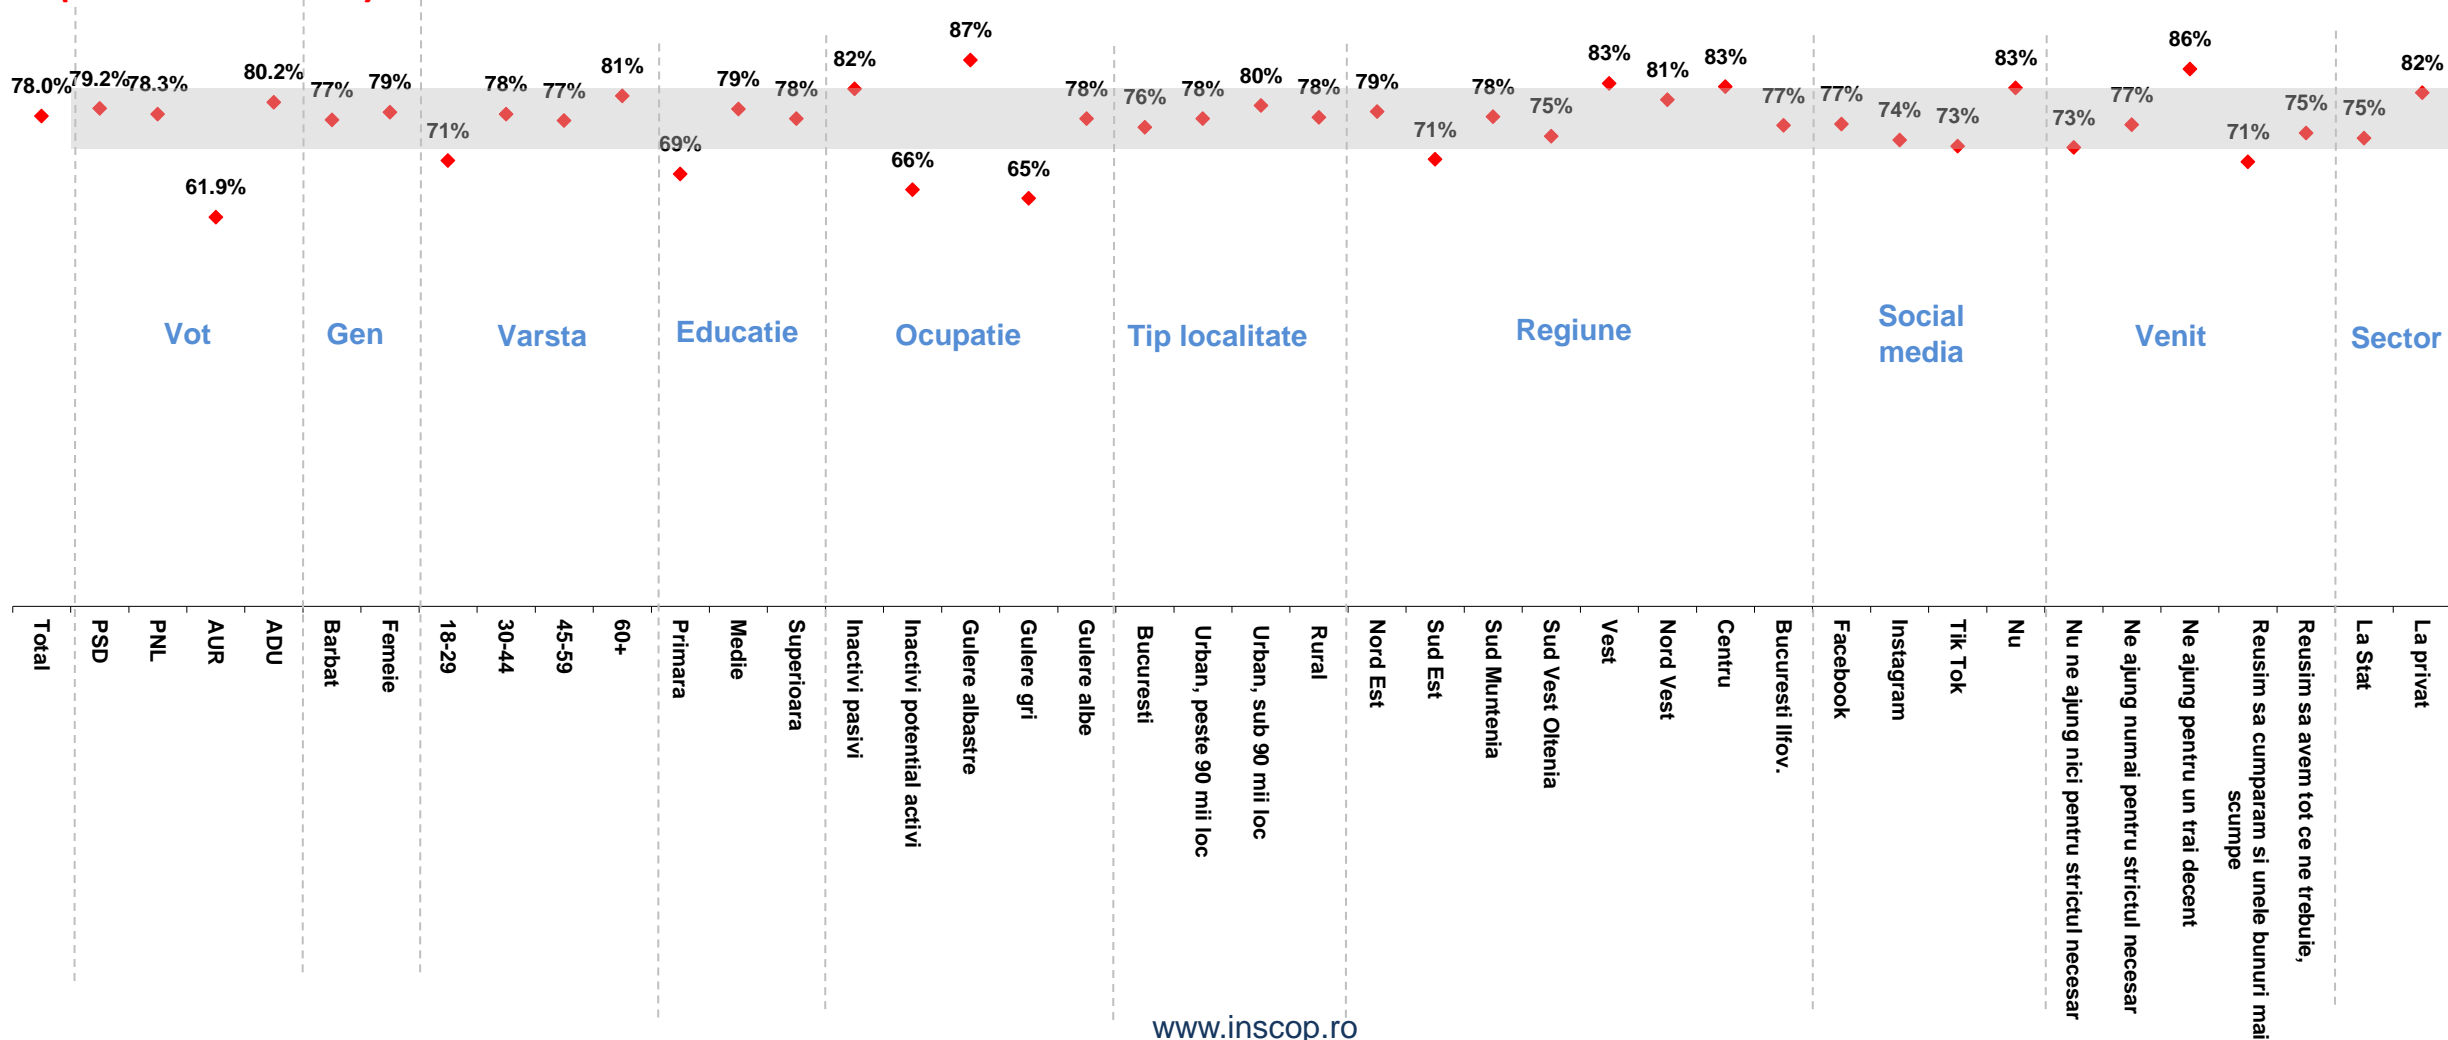 78.0%
79.2%
78.3%
61.9%
80.2%
77%
79%
71%
78%
77%
81%
69%
79%
78%
82%
66%
87%
65%
78%
76%
78%
80%
78%
79%
71%
78%
75%
83%
81%
83%
77%
77%
74%
73%
83%
73%
77%
86%
71%
75%
75%
82%
Vot
Gen
Varsta
Educatie
Ocupatie
Tip localitate
Regiune
Social
media
Venit
Sector
Total
PSD
PNL
AUR
ADU
Barbat
Femeie
18-29
30-44
45-59
60+
Primara
Medie
Superioara
Inactivi pasivi
Inactivi potential activi
Gulere albastre
Gulere gri
Gulere albe
Bucuresti
Urban, peste 90 mii loc
Urban, sub 90 mii loc
Rural
Nord Est
Sud Est
Sud Muntenia
Sud Vest Oltenia
Vest
Nord Vest
Centru
Bucuresti Ilfov.
Facebook
Instagram
Tik Tok
Nu
Nu ne ajung nici pentru strictul necesar
Ne ajung numai pentru strictul necesar
Ne ajung pentru un trai decent
Reusim sa cumparam si unele bunuri mai
scumpe
Reusim sa avem tot ce ne trebuie,
La Stat
La privat
www.inscop.ro